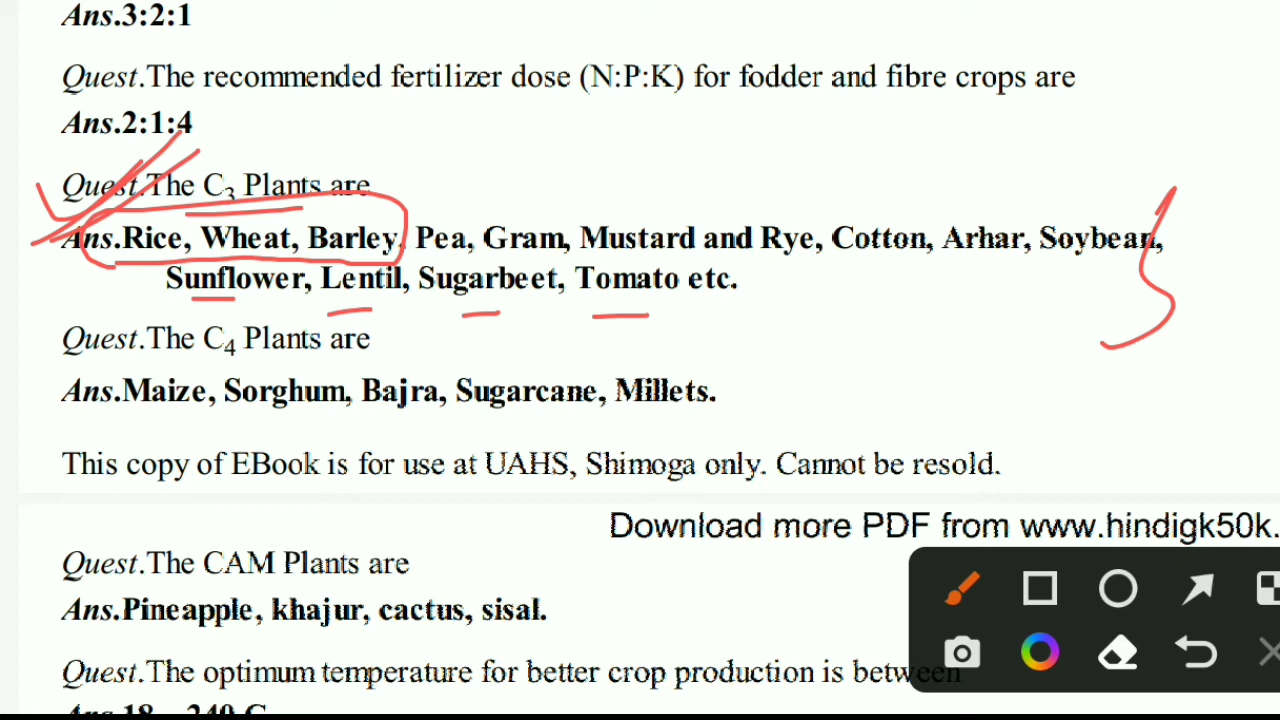 Ans.3:2:1
Quest.The recommended fertilizer dose (N:P:K) for fodder and fibre crops are
Ans.2:1:4
Quest.The C₃ Plants are
Ans.Rice, Wheat, Barley, Pea, Gram, Mustard and Rye, Cotton, Arhar, Soybean,
Sunflower, Lentil, Sugarbeet, Tomato etc.
Quest.The C₄ Plants are
Ans.Maize, Sorghum, Bajra, Sugarcane, Millets.
This copy of EBook is for use at UAHS, Shimoga only. Cannot be resold.
Download more PDF from www.hindigk50k.
Quest.The CAM Plants are
Ans.Pineapple, khajur, cactus, sisal.
Quest.The optimum temperature for better crop production is between